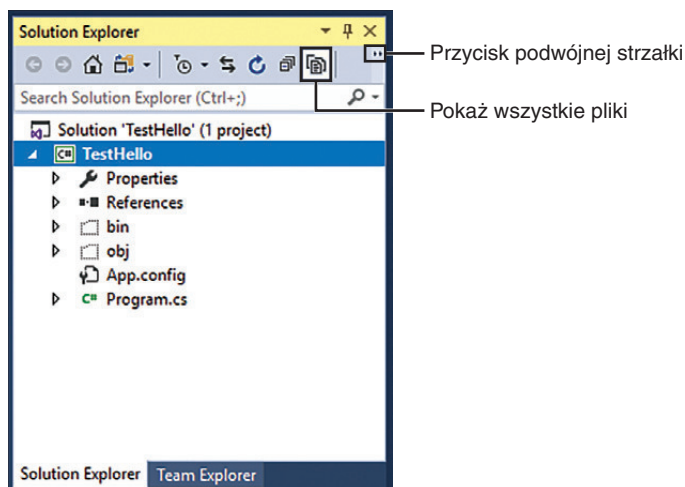 Solution Explorer
Przycisk podwójnej strzałki
Search Solution Explorer (Ctrl+;)
Pokaż wszystkie pliki
Solution 'TestHello' (1 project)
C# TestHello
Properties
References
bin
obj
App.config
C# Program.cs
Solution Explorer Team Explorer